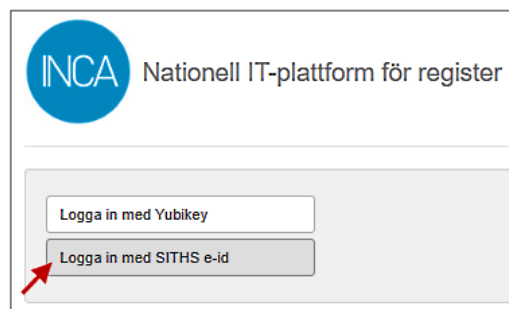 INCA
Nationell IT-plattform för register
Logga in med Yubikey
Logga in med SITHS e-id